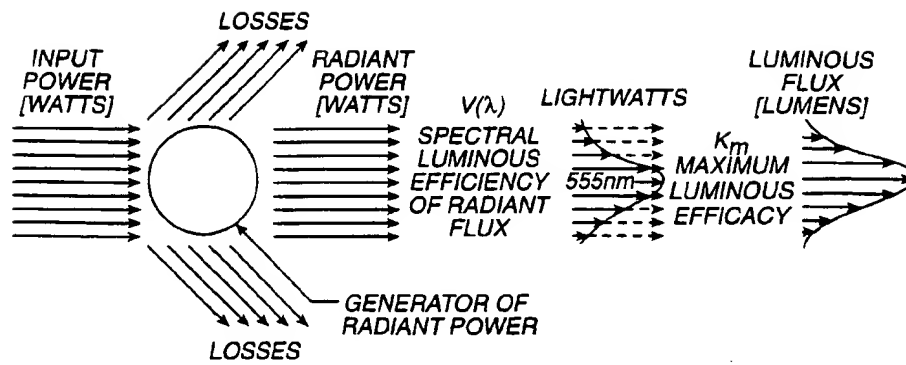 LOSSES
INPUT
POWER
[WATTS]
RADIANT
POWER
[WATTS]
V(λ)
SPECTRAL
LUMINOUS
EFFICIENCY
OF RADIANT
FLUX
LIGHTWATTS
555nm
Km
MAXIMUM
LUMINOUS
EFFICACY
LUMINOUS
FLUX
[LUMENS]
GENERATOR OF
RADIANT POWER
LOSSES